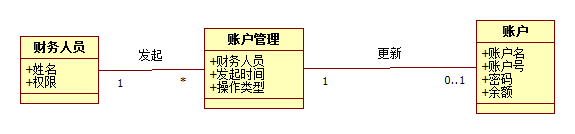 财务人员
+姓名
+权限
发起
1
*
账户管理
+财务人员
+发起时间
+操作类型
更新
1
0..1
账户
+账户名
+账户号
+密码
+余额